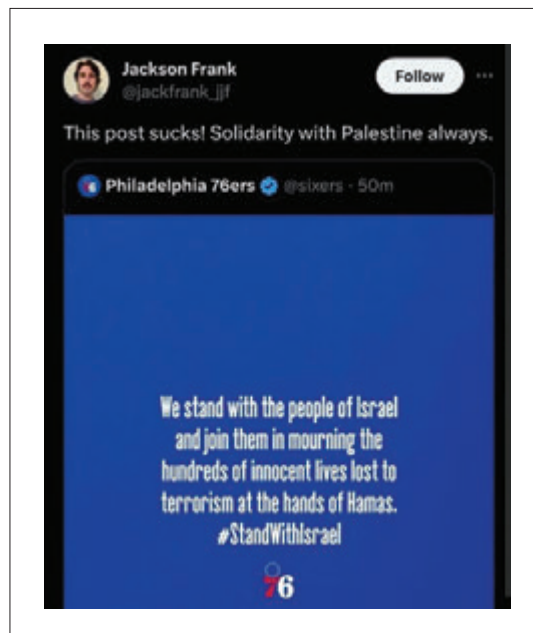 Jackson Frank
Follow
@jackfrank_jjf
This post sucks! Solidarity with Palestine always.
Philadelphia 76ers @sixers · 50m
We stand with the people of Israel
and join them in mourning the
hundreds of innocent lives lost to
terrorism at the hands of Hamas.
#StandWithIsrael
76